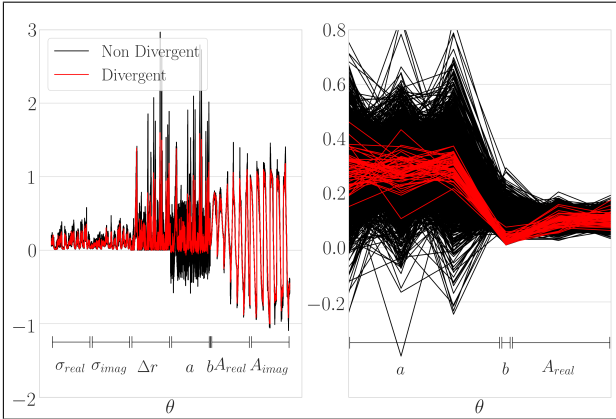 3
2
1
0
−1
−2
Non Divergent
Divergent
σreal σimag Δr a b Areal Aimag
θ
0.8
0.6
0.4
0.2
0.0
−0.2
a b Areal
θ